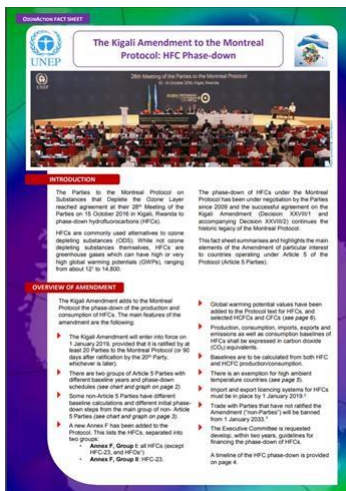 OZONACTION FACT SHEET
UNEP
The Kigali Amendment to the Montreal
Protocol: HFC Phase-down
28th Meeting of the Parties to the Montreal Protocol
10 - 14 October 2016, Kigali, Rwanda
INTRODUCTION
The Parties to the Montreal Protocol on
Substances that Deplete the Ozone Layer
reached agreement at their 28th Meeting of the
Parties on 15 October 2016 in Kigali, Rwanda to
phase-down hydrofluorocarbons (HFCs).
HFCs are commonly used alternatives to ozone
depleting substances (ODS). While not ozone
depleting substances themselves, HFCs are
greenhouse gases which can have high or very
high global warming potentials (GWPs), ranging
from about 12¹ to 14,800.
The phase-down of HFCs under the Montreal
Protocol has been under negotiation by the Parties
since 2009 and the successful agreement on the
Kigali Amendment (Decision XXVIII/1 and
accompanying Decision XXVIII/2) continues the
historic legacy of the Montreal Protocol.
This fact sheet summarises and highlights the main
elements of the Amendment of particular interest
to countries operating under Article 5 of the
Protocol (Article 5 Parties).
OVERVIEW OF AMENDMENT
The Kigali Amendment adds to the Montreal
Protocol the phase-down of the production and
consumption of HFCs. The main features of the
amendment are the following:
The Kigali Amendment will enter into force on
1 January 2019, provided that it is ratified by at
least 20 Parties to the Montreal Protocol (or 90
days after ratification by the 20th Party,
whichever is later).
There are two groups of Article 5 Parties with
different baseline years and phase-down
schedules (see chart and graph on page 2).
Some non-Article 5 Parties have different
baseline calculations and different initial phase-
down steps from the main group of non- Article
5 Parties (see chart and graph on page 3).
A new Annex F has been added to the
Protocol. This lists the HFCs, separated into
two groups:
• Annex F, Group I: all HFCs (except
HFC-23, and HFOs")
• Annex F, Group II: HFC-23.
Global warming potential values have been
added to the Protocol text for HFCs, and
selected HCFCs and CFCs (see page 6).
Production, consumption, imports, exports and
emissions as well as consumption baselines of
HFCs shall be expressed in carbon dioxide
(CO₂) equivalents.
Baselines are to be calculated from both HFC
and HCFC production/consumption.
There is an exemption for high ambient
temperature countries (see page 5).
Import and export licencing systems for HFCs
must be in place by 1 January 2019.²
Trade with Parties that have not ratified the
Amendment ("non-Parties") will be banned
from 1 January 2033.³
The Executive Committee is requested
develop, within two years, guidelines for
financing the phase-down of HFCs.
A timeline of the HFC phase-down is provided
on page 4.